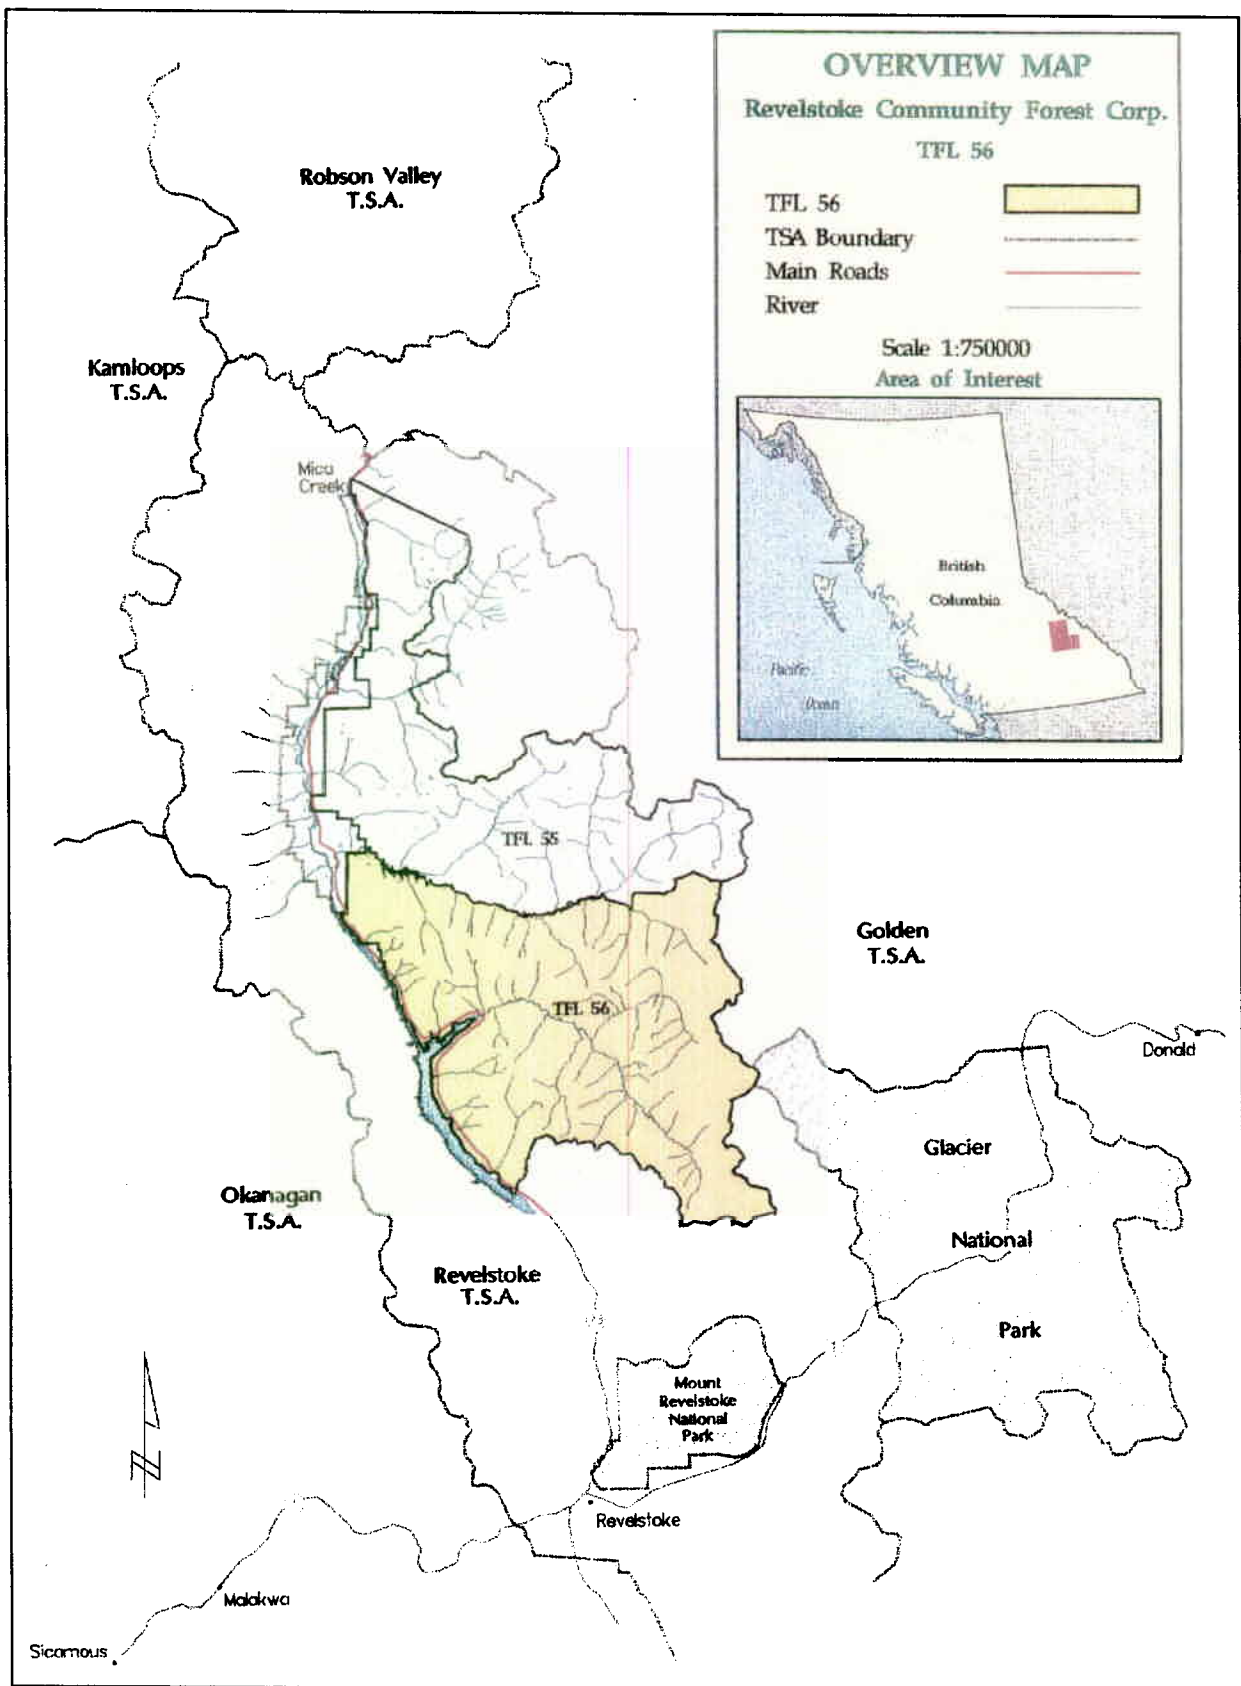 OVERVIEW MAP
Revelstoke Community Forest Corp.
TFL 56
TFL 56
TSA Boundary
Main Roads
River
Scale 1:750000
Area of Interest
British
Columbia
Pacific
Ocean
Robson Valley
T.S.A.
Kamloops
T.S.A.
Mica
Creek
TFL 55
Golden
T.S.A.
TFL 56
Donald
Glacier
National
Park
Okanagan
T.S.A.
Revelstoke
T.S.A.
Mount
Revelstoke
National
Park
Revelstoke
Malakwa
Sicamous